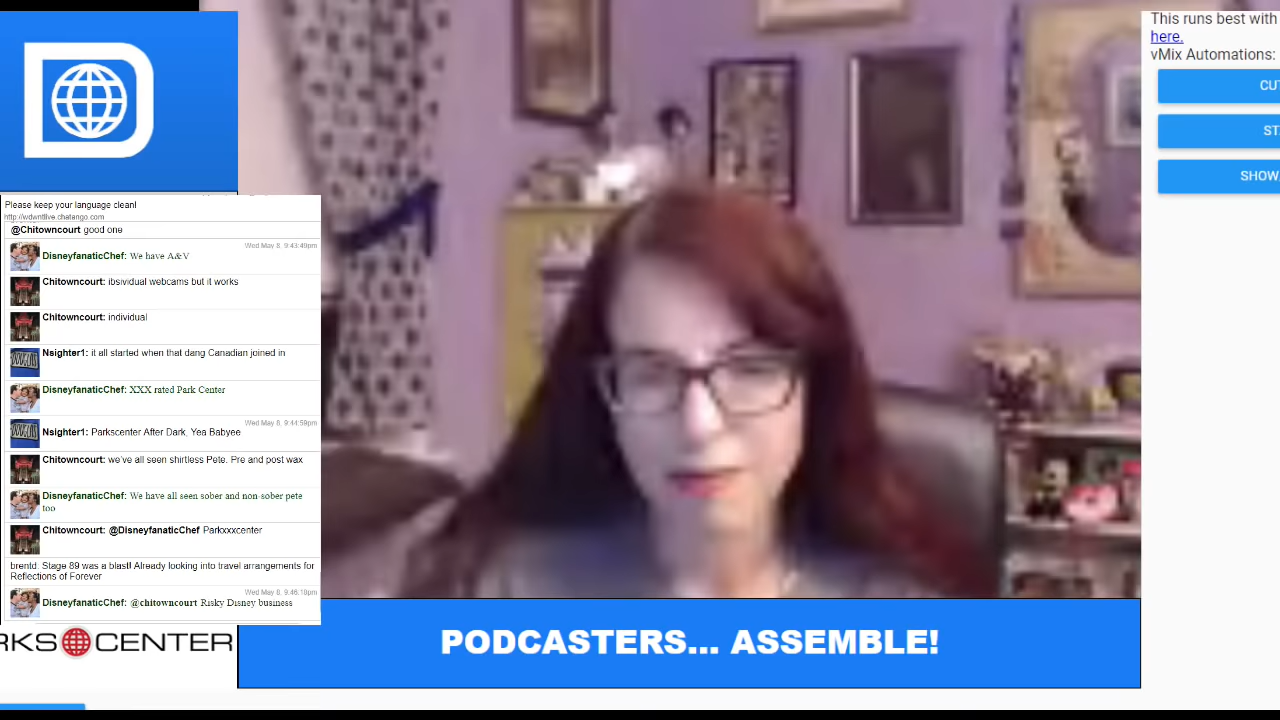 This runs best with
here.
vMix Automations:
CU
ST
SHOW
Please keep your language clean!
http://wdwntlive.chatango.com
@Chitowncourt good one
Wed May 8, 9:43:49pm
DisneyfanaticChef: We have A&V
Chitowncourt: ibsividual webcams but it works
Chitowncourt: individual
Nsighter1: it all started when that dang Canadian joined in
DisneyfanaticChef: XXX rated Park Center
Wed May 8, 9:44:59pm
Nsighter1: Parkscenter After Dark, Yea Babyee
Chitowncourt: we've all seen shirtless Pete. Pre and post wax
DisneyfanaticChef: We have all seen sober and non-sober pete
too
Chitowncourt: @DisneyfanaticChef Parkxxxcenter
brentd: Stage 89 was a blast! Already looking into travel arrangements for
Reflections of Forever
Wed May 8, 9:46:18pm
DisneyfanaticChef: @chitowncourt Risky Disney business
RKS CENTER
PODCASTERS... ASSEMBLE!